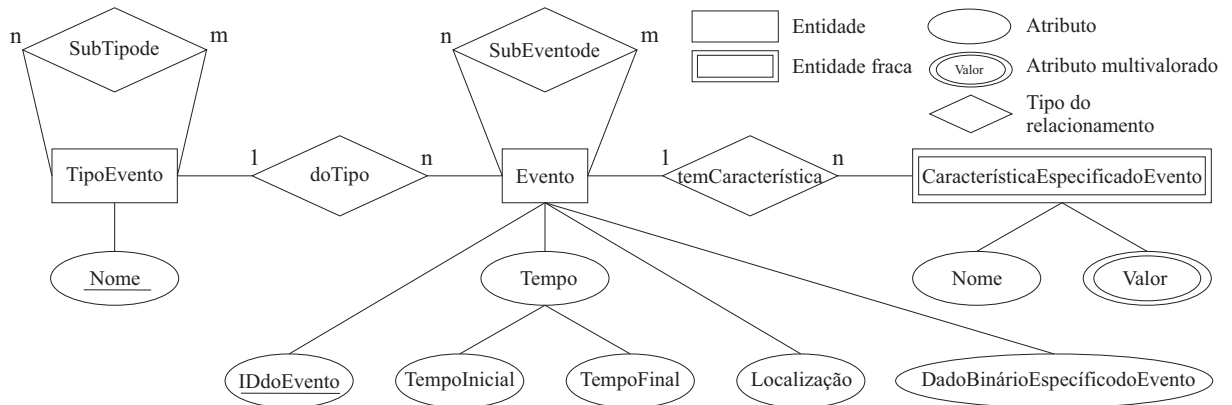 n
SubTipode
m
n
SubEventode
m
Entidade
Atributo
Entidade fraca
Valor
Atributo multivalorado
Tipo do
relacionamento
TipoEvento
1
doTipo
n
Evento
1
temCaracterística
n
CaracterísticaEspecificadoEvento
Nome
Tempo
Nome
Valor
IDdoEvento
TempoInicial
TempoFinal
Localização
DadoBinárioEspecíficodoEvento